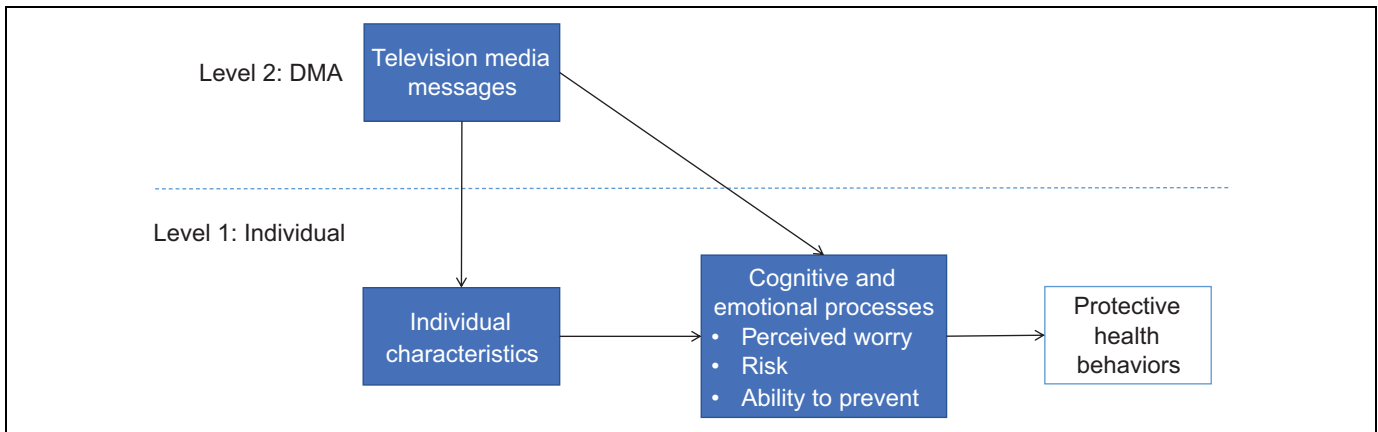 Level 2: DMA
Television media
messages
Level 1: Individual
Individual
characteristics
Cognitive and
emotional processes
• Perceived worry
• Risk
• Ability to prevent
Protective
health
behaviors